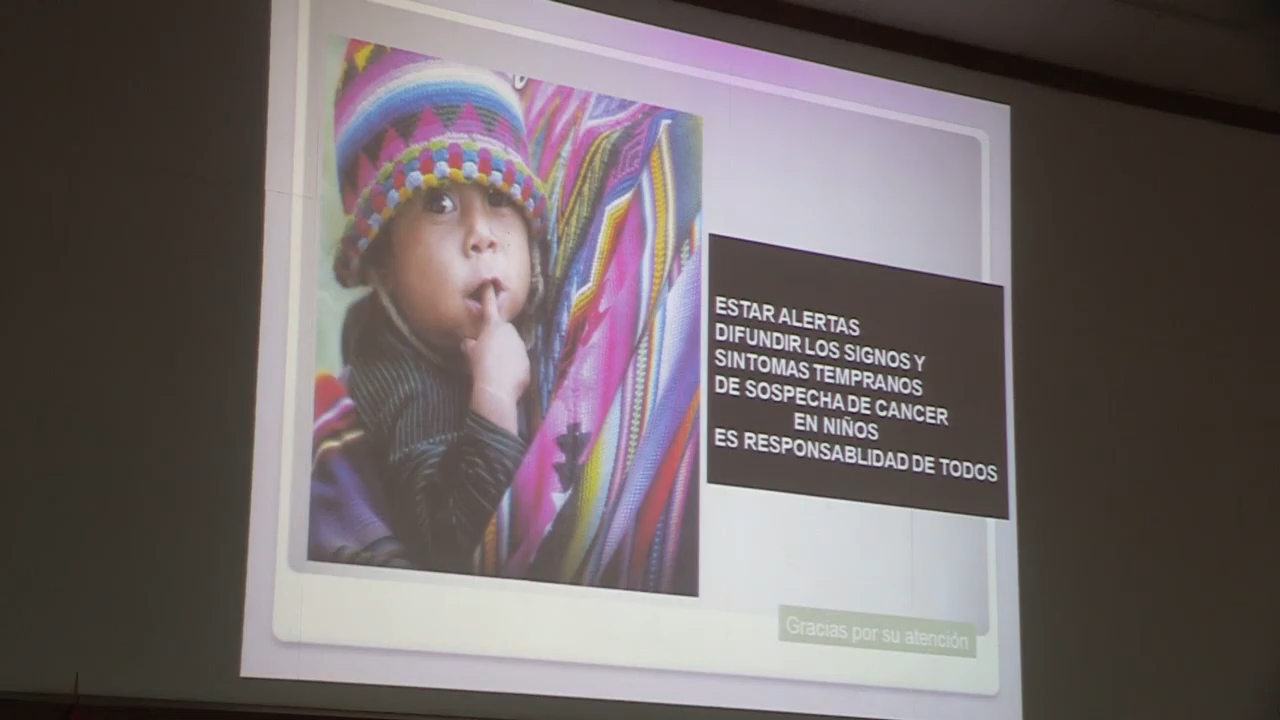 ESTAR ALERTAS
DIFUNDIR LOS SIGNOS Y
SINTOMAS TEMPRANOS
DE SOSPECHA DE CANCER
EN NIÑOS
ES RESPONSABLIDAD DE TODOS
Gracias por su atención